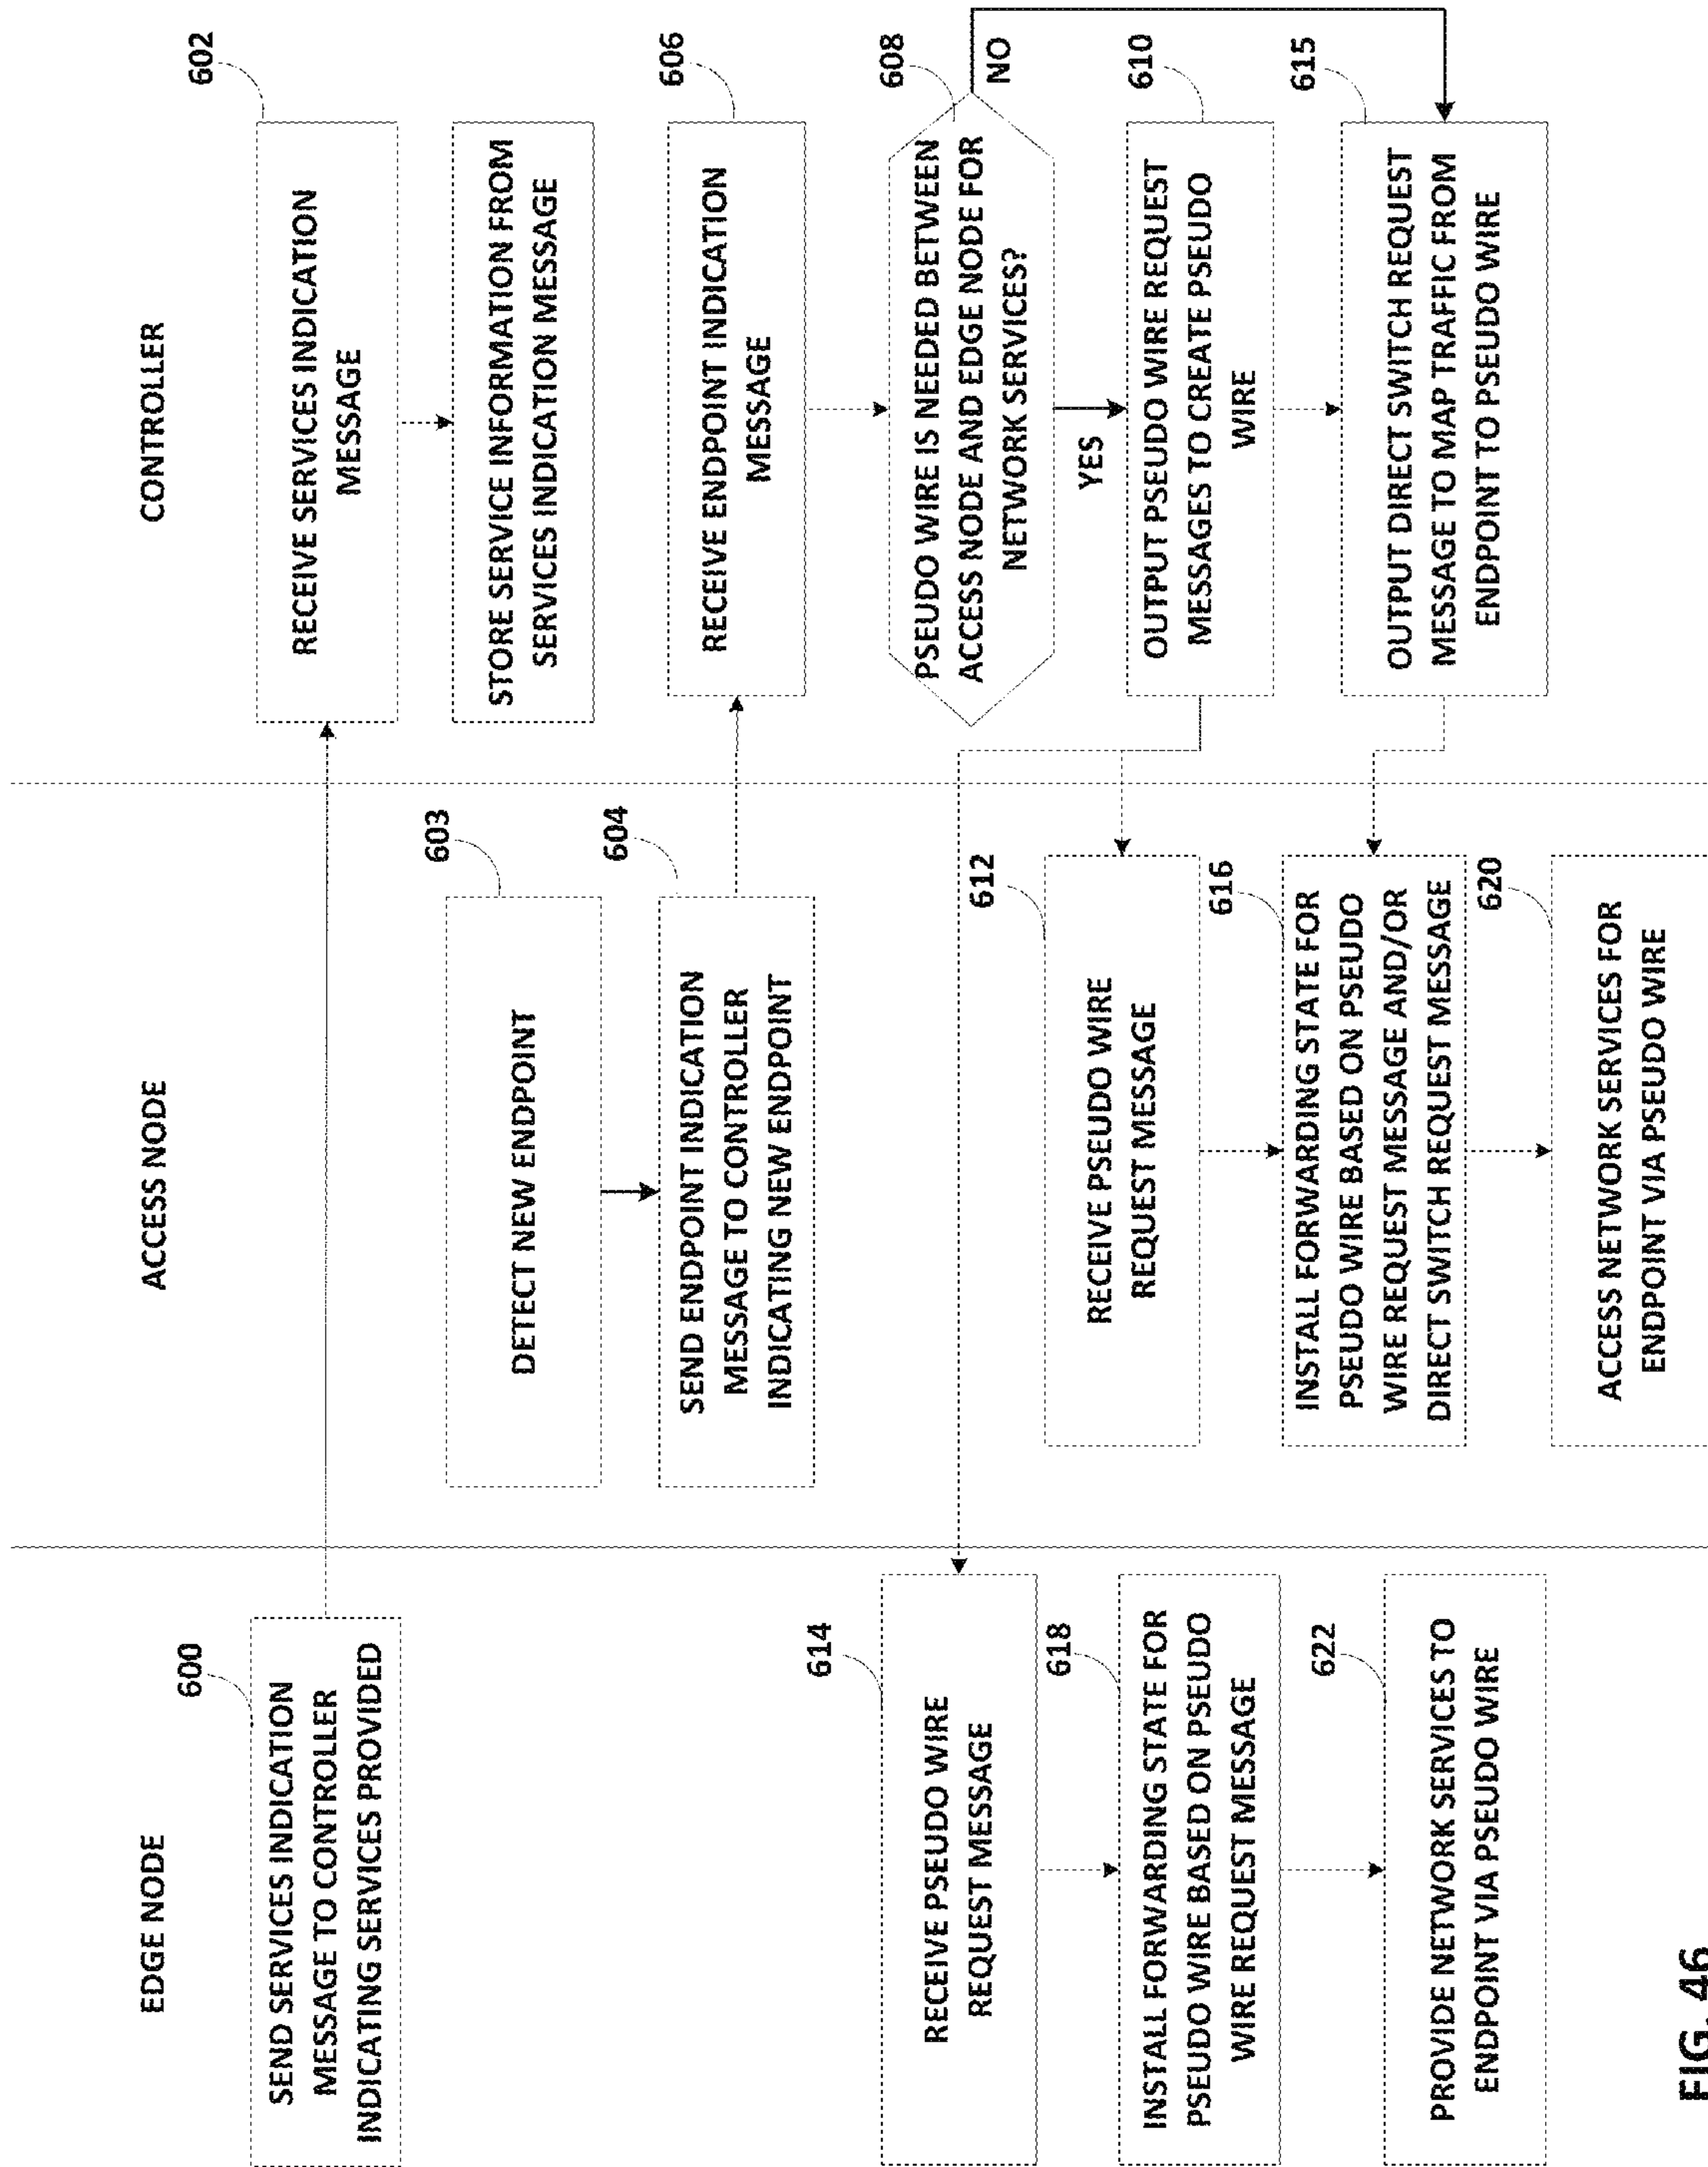 EDGE NODE
ACCESS NODE
CONTROLLER
600
SEND SERVICES INDICATION
MESSAGE TO CONTROLLER
INDICATING SERVICES PROVIDED
602
RECEIVE SERVICES INDICATION
MESSAGE
STORE SERVICE INFORMATION FROM
SERVICES INDICATION MESSAGE
603
DETECT NEW ENDPOINT
604
SEND ENDPOINT INDICATION
MESSAGE TO CONTROLLER
INDICATING NEW ENDPOINT
606
RECEIVE ENDPOINT INDICATION
MESSAGE
608
PSEUDO WIRE IS NEEDED BETWEEN
ACCESS NODE AND EDGE NODE FOR
NETWORK SERVICES?
NO
YES
610
OUTPUT PSEUDO WIRE REQUEST
MESSAGES TO CREATE PSEUDO
WIRE
612
RECEIVE PSEUDO WIRE
REQUEST MESSAGE
614
RECEIVE PSEUDO WIRE
REQUEST MESSAGE
615
OUTPUT DIRECT SWITCH REQUEST
MESSAGE TO MAP TRAFFIC FROM
ENDPOINT TO PSEUDO WIRE
616
INSTALL FORWARDING STATE FOR
PSEUDO WIRE BASED ON PSEUDO
WIRE REQUEST MESSAGE AND/OR
DIRECT SWITCH REQUEST MESSAGE
618
INSTALL FORWARDING STATE FOR
PSEUDO WIRE BASED ON PSEUDO
WIRE REQUEST MESSAGE
620
ACCESS NETWORK SERVICES FOR
ENDPOINT VIA PSEUDO WIRE
622
PROVIDE NETWORK SERVICES TO
ENDPOINT VIA PSEUDO WIRE
FIG. 46